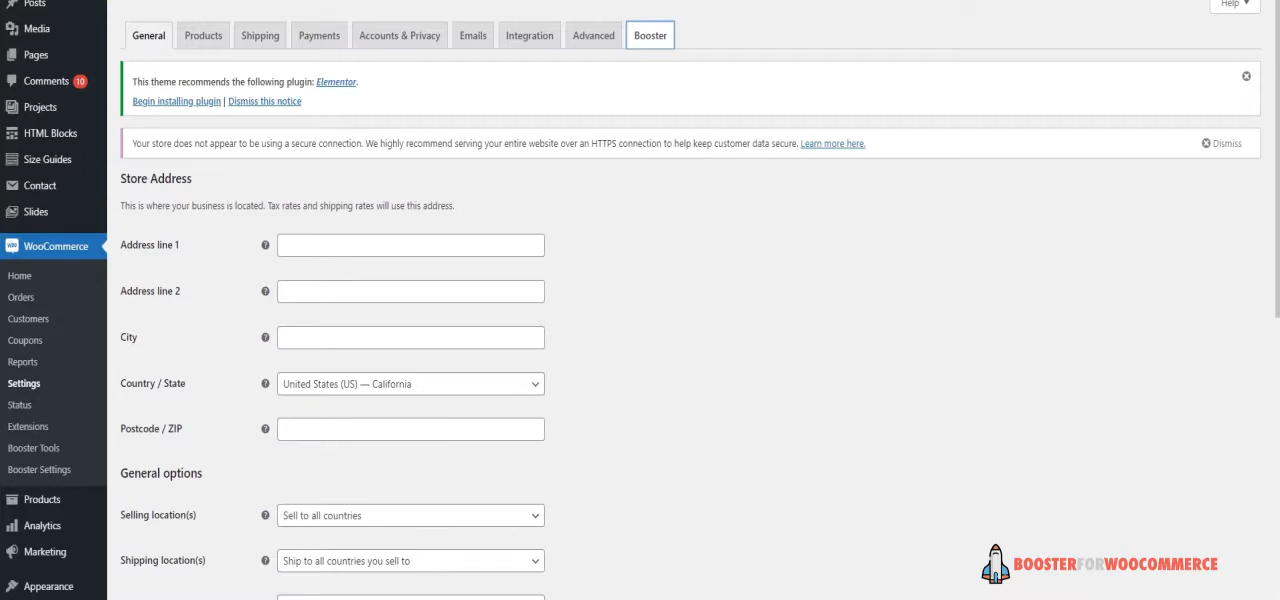 Posts
Media
Pages
Comments 10
Projects
HTML Blocks
Size Guides
Contact
Slides
WooCommerce
Home
Orders
Customers
Coupons
Reports
Settings
Status
Extensions
Booster Tools
Booster Settings
Products
Analytics
Marketing
Appearance
Help
General Products Shipping Payments Accounts & Privacy Emails Integration Advanced Booster
This theme recommends the following plugin: Elementor.
Begin installing plugin | Dismiss this notice
Your store does not appear to be using a secure connection. We highly recommend serving your entire website over an HTTPS connection to help keep customer data secure. Learn more here. Dismiss
Store Address
This is where your business is located. Tax rates and shipping rates will use this address.
Address line 1
Address line 2
City
Country / State United States (US) — California
Postcode / ZIP
General options
Selling location(s) Sell to all countries
Shipping location(s) Ship to all countries you sell to
BOOSTERFORWOOCOMMERCE